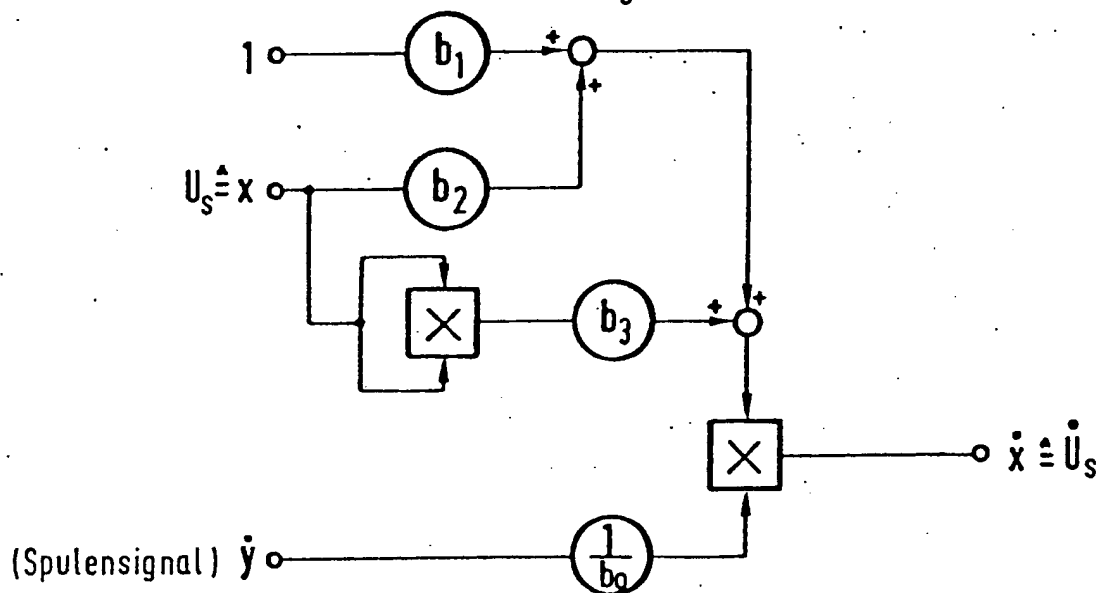 g
1 b₁ + +
Uₛ ≙ x b₂
× b₃ + +
× ẋ ≙ U̇ₛ
(Spulensignal) ẏ 1/b₀